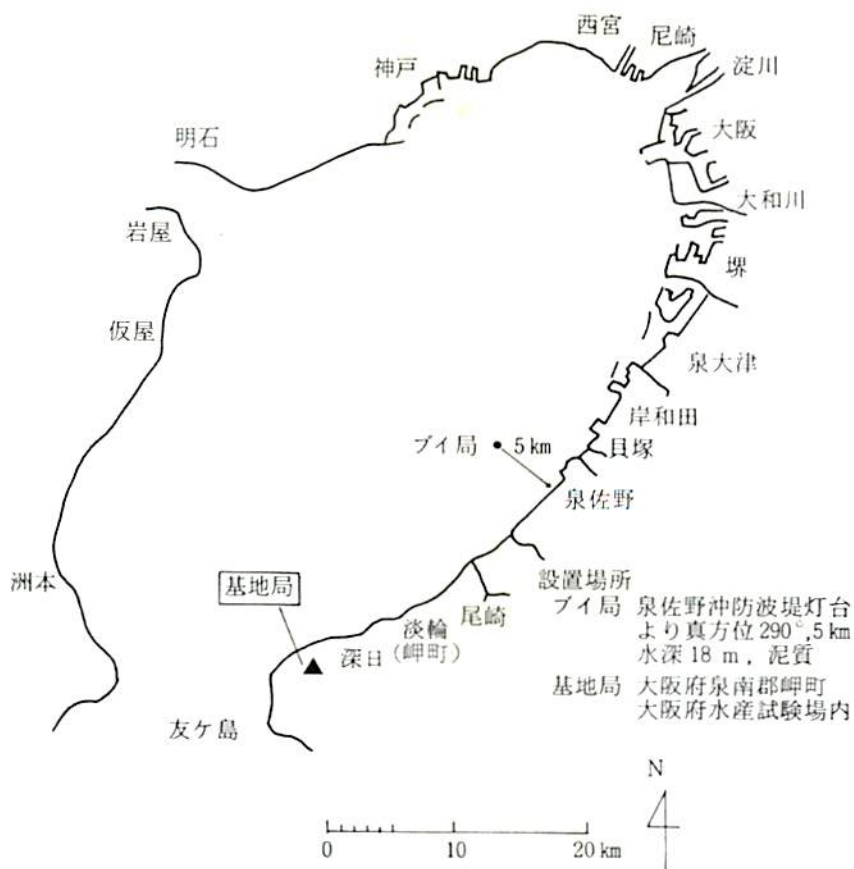 西宮
尼崎
神戸
淀川
大阪
明石
大和川
岩屋
堺
仮屋
泉大津
岸和田
ブイ局
5 km
貝塚
泉佐野
洲本
基地局
設置場所
尾崎
淡輪
深日(岬町)
友ケ島
ブイ局 泉佐野沖防波堤灯台
より真方位290°,5 km
水深18 m, 泥質
基地局 大阪府泉南郡岬町
大阪府水産試験場内
N
0 10 20 km